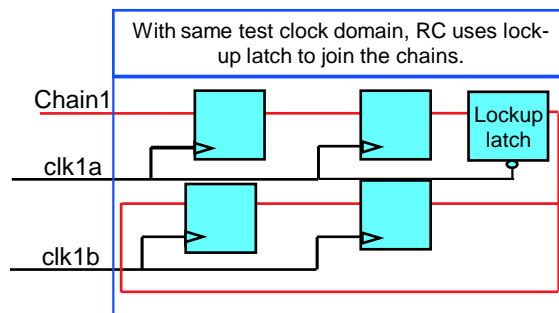 With same test clock domain, RC uses lock-
up latch to join the chains.
Chain1
Lockup
latch
clk1a
clk1b